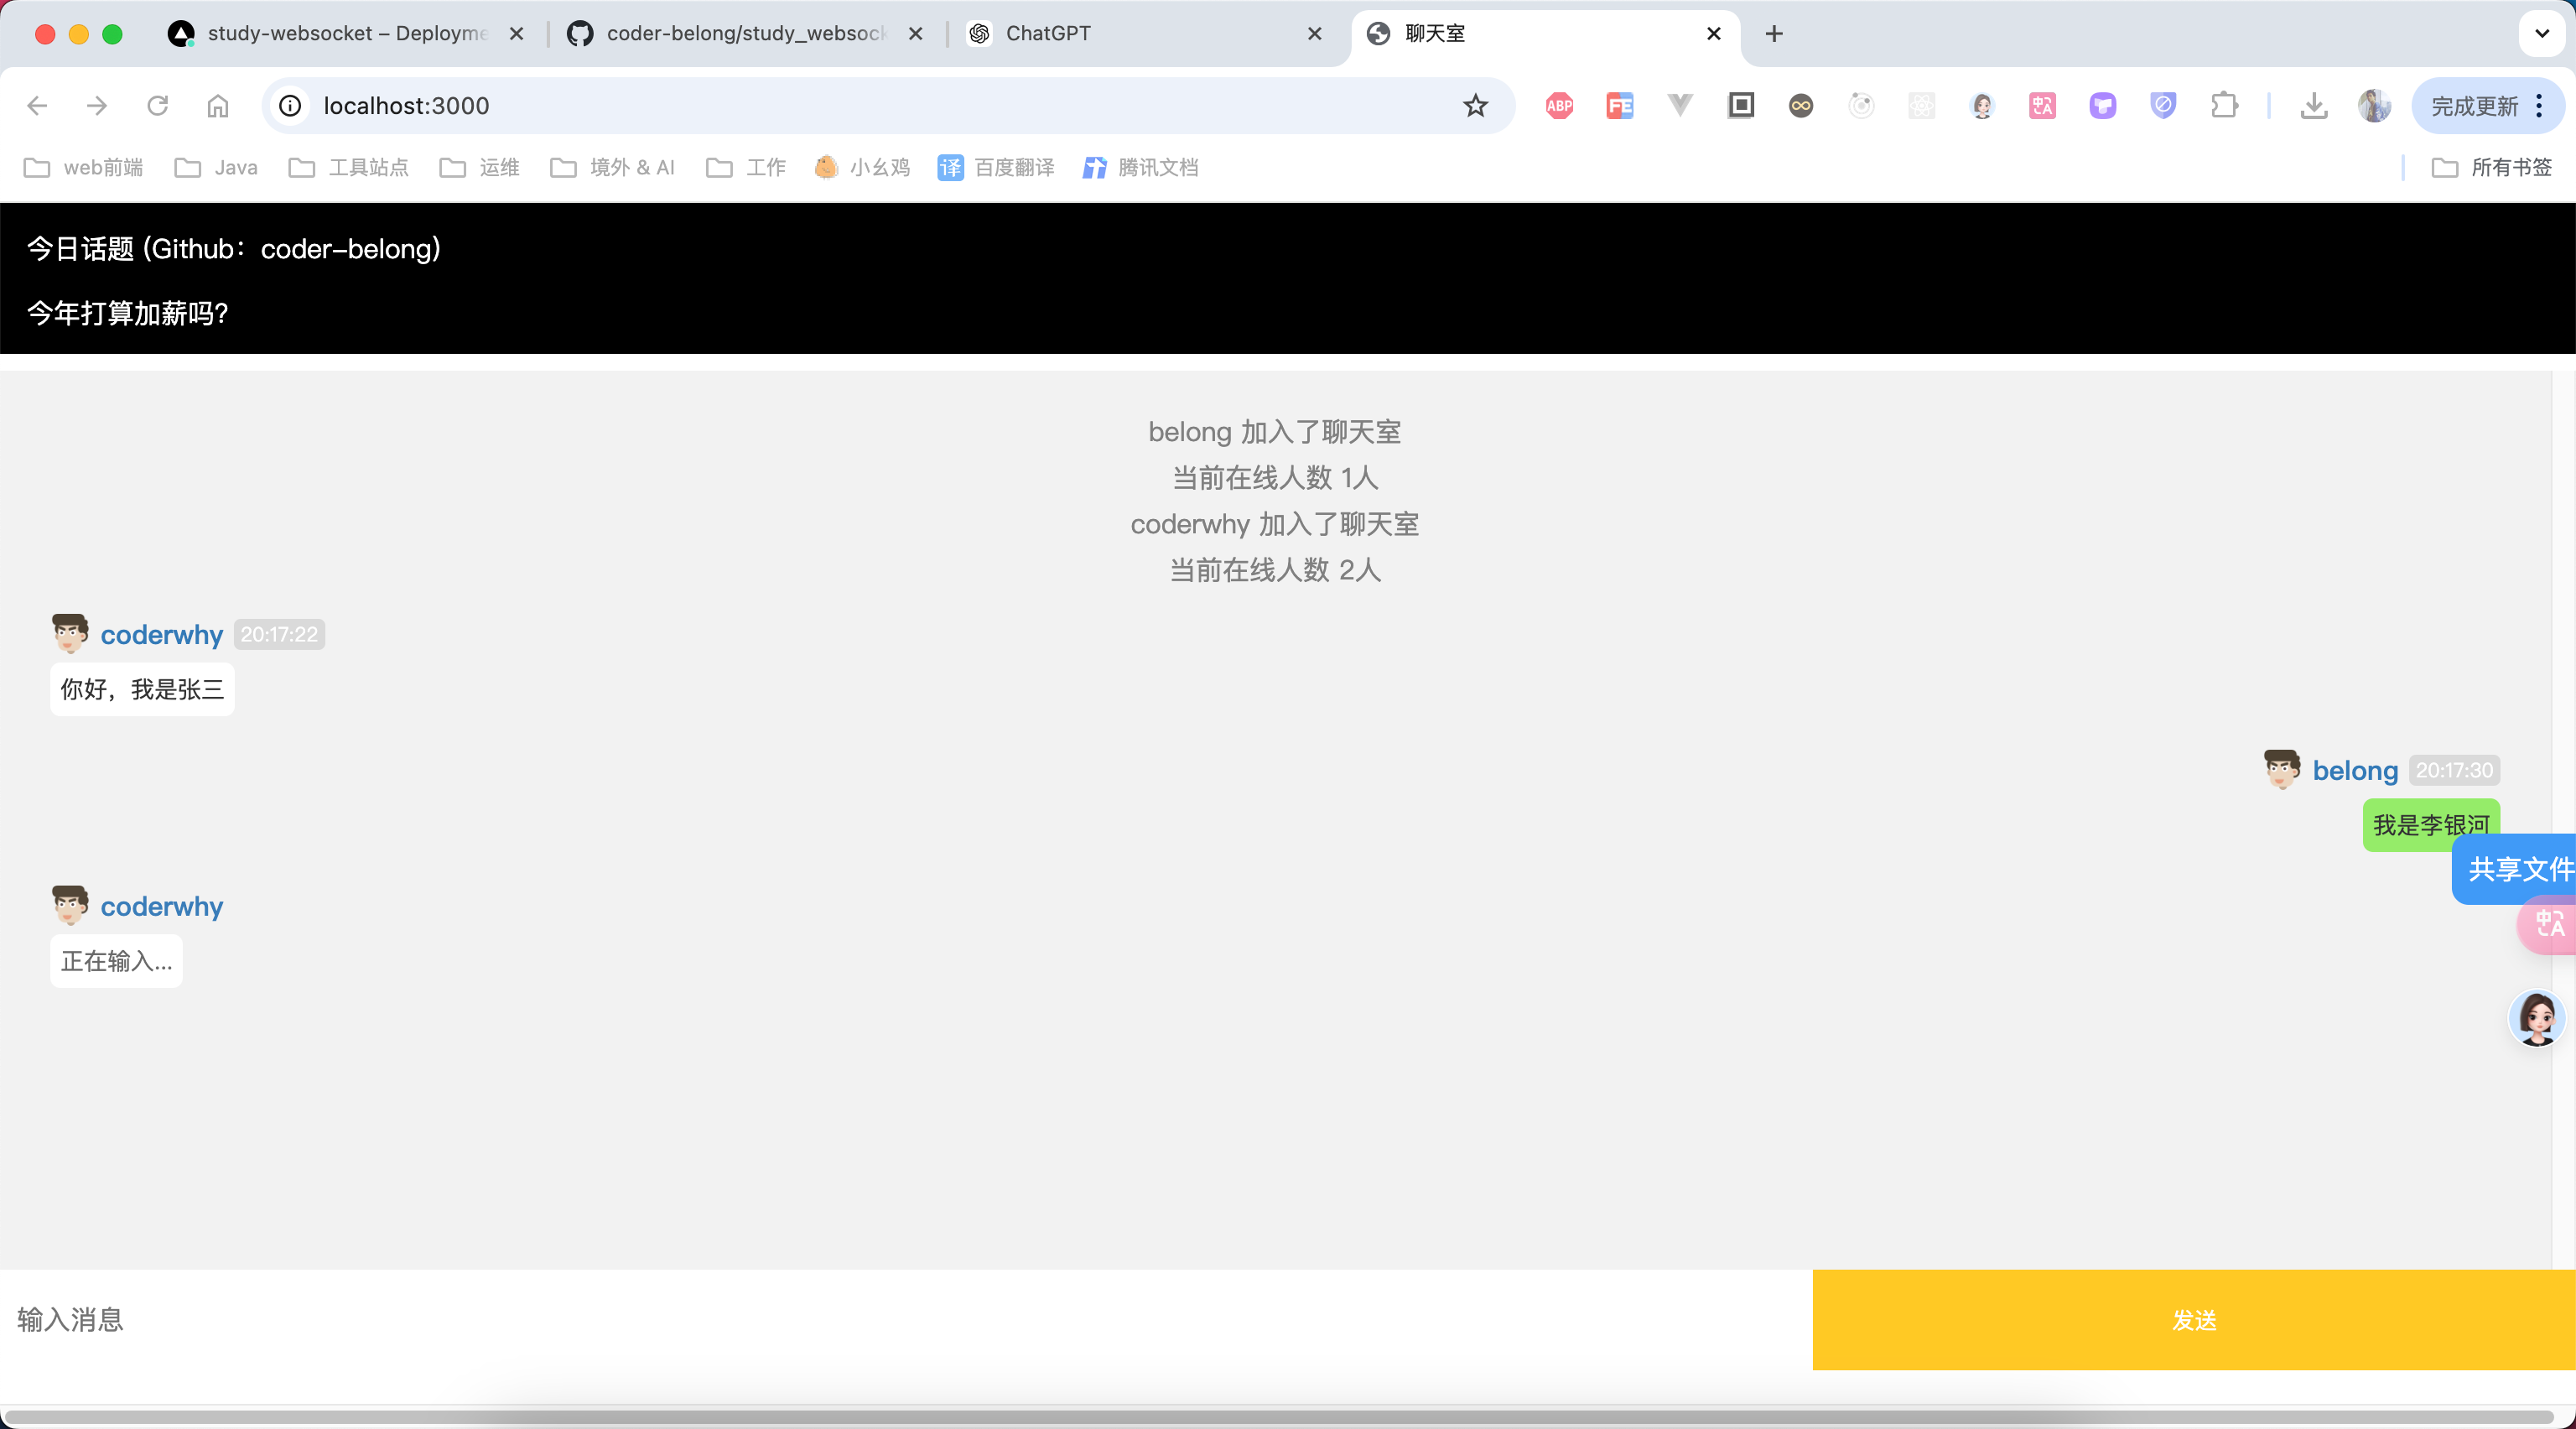 study-websocket – Deployme
coder-belong/study_websock
ChatGPT
聊天室
localhost:3000
ABP
FE
完成更新
web前端
Java
工具站点
运维
境外 & AI
工作
小幺鸡
译 百度翻译
腾讯文档
所有书签
今日话题 (Github：coder-belong)
今年打算加薪吗?
belong 加入了聊天室
当前在线人数 1人
coderwhy 加入了聊天室
当前在线人数 2人
coderwhy 20:17:22
你好，我是张三
belong 20:17:30
我是李银河
共享文件
中A
coderwhy
正在输入...
输入消息
发送